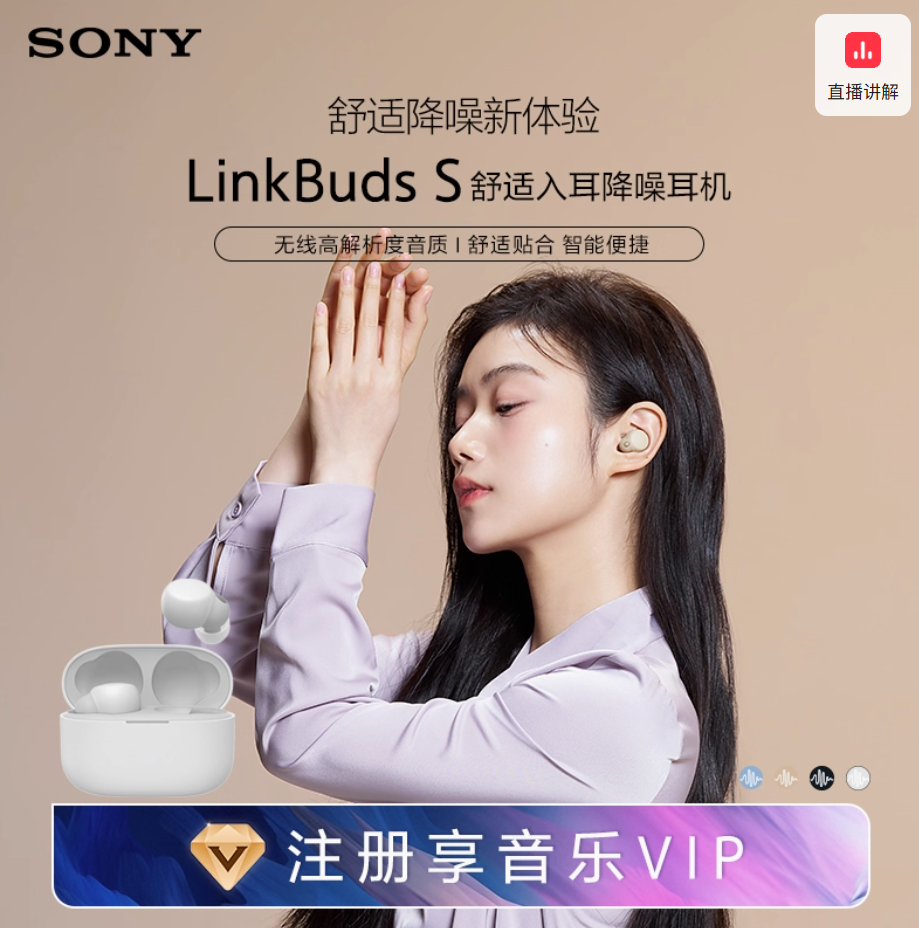 SONY
直播讲解
舒适降噪新体验
LinkBuds S 舒适入耳降噪耳机
无线高解析度音质 I 舒适贴合 智能便捷
注册享音乐VIP